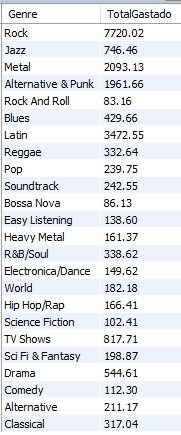 Genre TotalGastado
Rock 7720.02
Jazz 746.46
Metal 2093.13
Alternative & Punk 1961.66
Rock And Roll 83.16
Blues 429.66
Latin 3472.55
Reggae 332.64
Pop 239.75
Soundtrack 242.55
Bossa Nova 86.13
Easy Listening 138.60
Heavy Metal 161.37
R&B/Soul 338.62
Electronica/Dance 149.62
World 182.18
Hip Hop/Rap 166.41
Science Fiction 102.41
TV Shows 817.71
Sci Fi & Fantasy 198.87
Drama 544.61
Comedy 112.30
Alternative 211.17
Classical 317.04